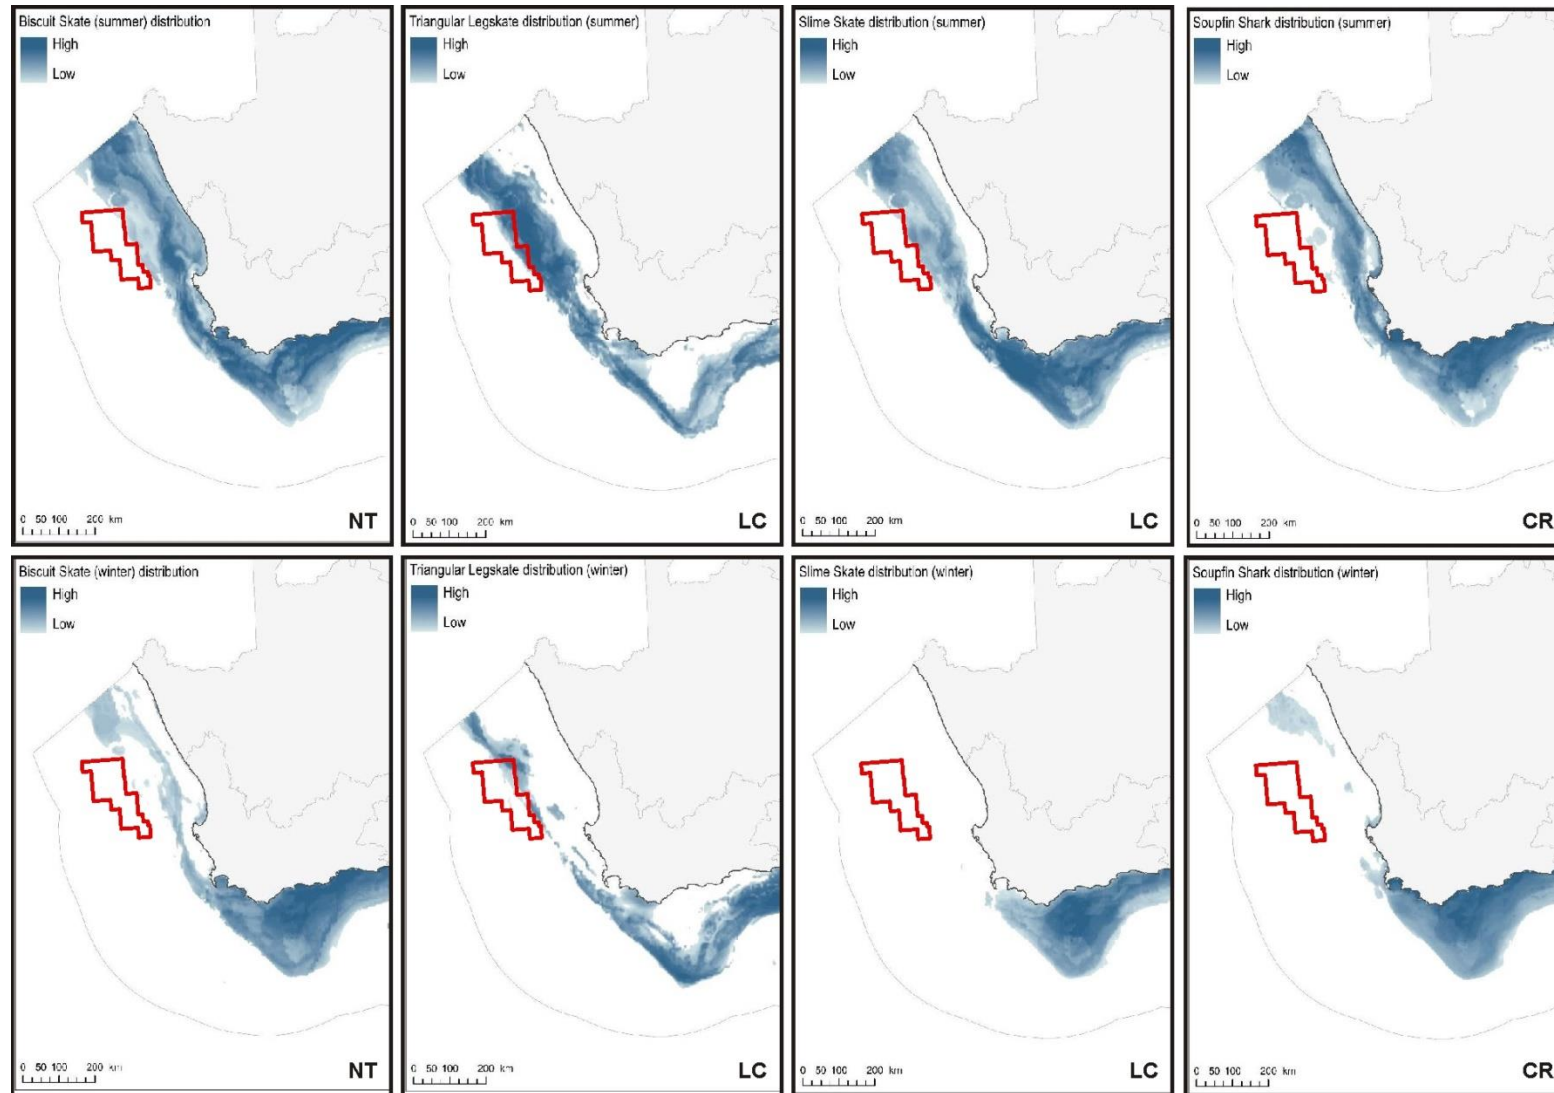 Biscuit Skate (summer) distribution
High
Low
0 50 100 200 km
NT
Triangular Legskate distribution (summer)
High
Low
0 50 100 200 km
LC
Slime Skate distribution (summer)
High
Low
0 50 100 200 km
LC
Soupfin Shark distribution (summer)
High
Low
0 50 100 200 km
CR
Biscuit Skate (winter) distribution
High
Low
0 50 100 200 km
NT
Triangular Legskate distribution (winter)
High
Low
0 50 100 200 km
LC
Slime Skate distribution (winter)
High
Low
0 50 100 200 km
LC
Soupfin Shark distribution (winter)
High
Low
0 50 100 200 km
CR